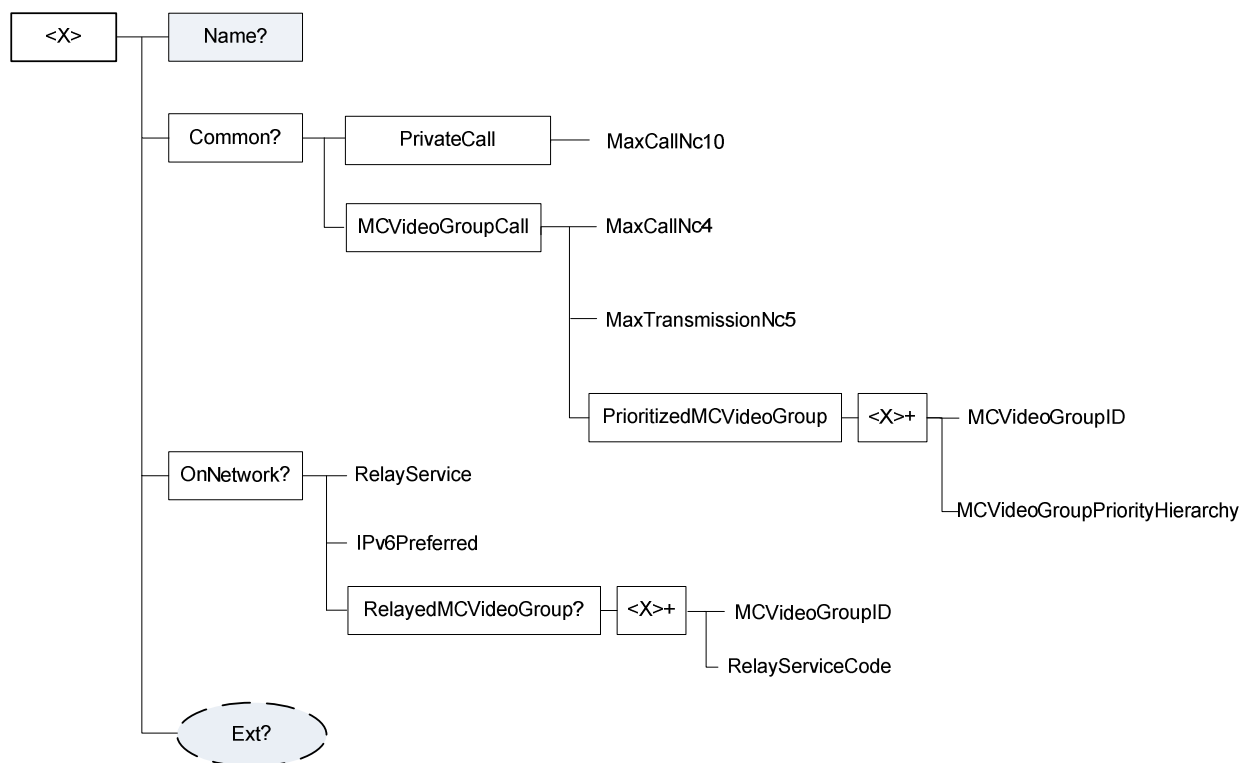 <X>
Name?
Common?
PrivateCall
MaxCallNc10
MCVideoGroupCall
MaxCallNc4
MaxTransmissionNc5
PrioritizedMCVideoGroup
<X>+
MCVideoGroupID
MCVideoGroupPriorityHierarchy
OnNetwork?
RelayService
IPv6Preferred
RelayedMCVideoGroup?
<X>+
MCVideoGroupID
RelayServiceCode
Ext?